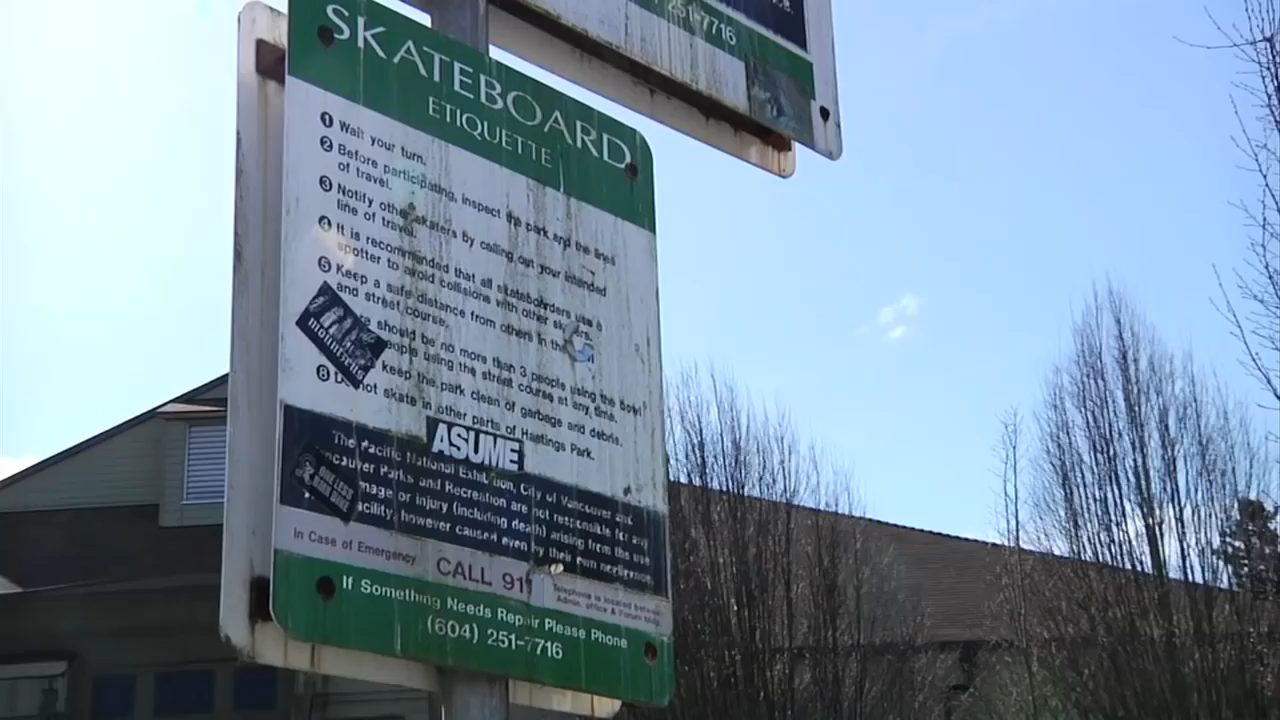 251-7716
SKATEBOARD
ETIQUETTE
1 Wait your turn.
2 Before participating, inspect the park and the lines
of travel.
3 Notify other skaters by calling out your intended
line of travel.
4 It is recommended that all skateboarders use a
spotter to avoid collisions with other skaters.
5 Keep a safe distance from others in the
and street course.
should be no more than 3 people using the bowl
people using the street course at any time.
keep the park clean of garbage and debris.
8 Do not skate in other parts of Hastings Park.
ASUME
The Pacific National Exhibition, City of Vancouver and
Vancouver Parks and Recreation are not responsible for any
damage or injury (including death) arising from the use
facility, however caused even by their own negligence.
ONE LESS
In Case of Emergency CALL 911
Telephone is located between
Admin. office & Forum Bldg.
If Something Needs Repair Please Phone
(604) 251-7716